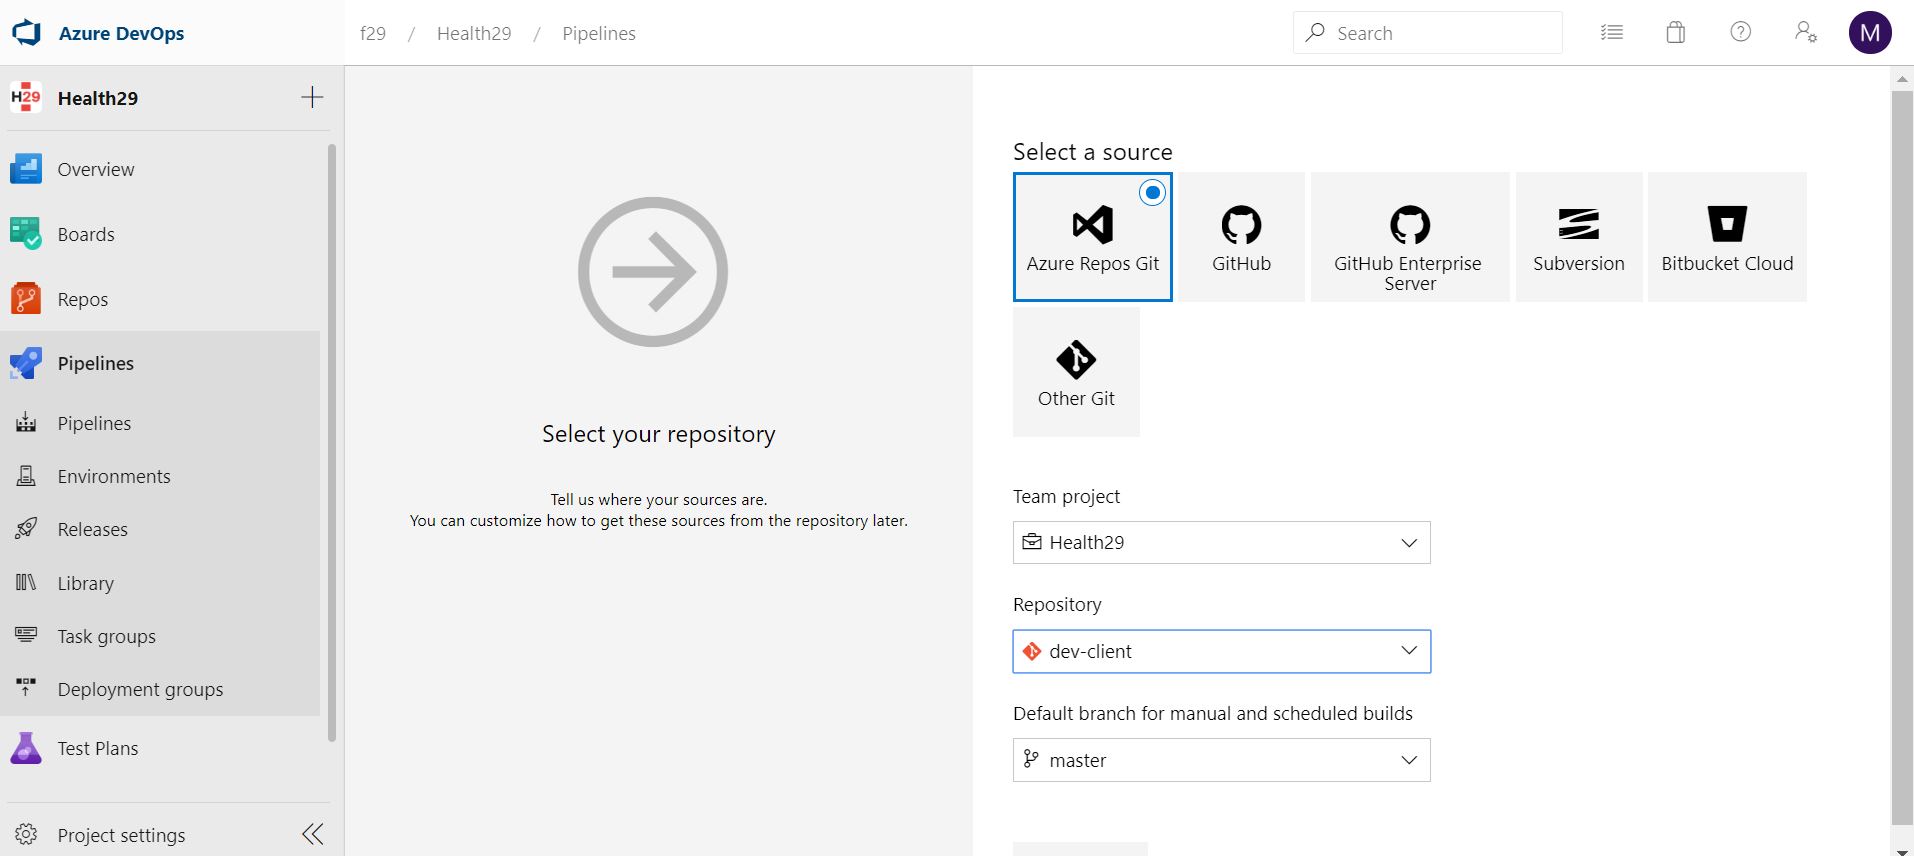 Azure DevOps
f29 / Health29 / Pipelines
Search
M
H29
Health29
Overview
Boards
Repos
Pipelines
Pipelines
Environments
Releases
Library
Task groups
Deployment groups
Test Plans
Project settings
Select your repository
Tell us where your sources are.
You can customize how to get these sources from the repository later.
Select a source
Azure Repos Git
GitHub
GitHub Enterprise
Server
Subversion
Bitbucket Cloud
Other Git
Team project
Health29
Repository
dev-client
Default branch for manual and scheduled builds
master